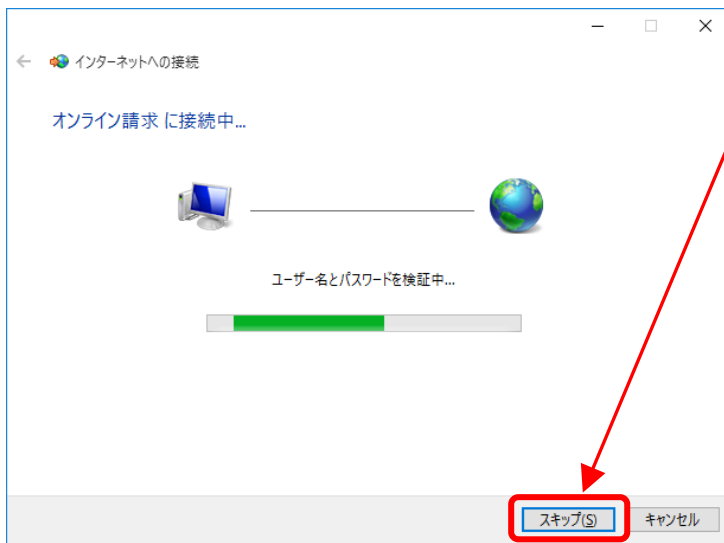 インターネットへの接続
オンライン請求 に接続中...
ユーザー名とパスワードを検証中...
スキップ(S)
キャンセル